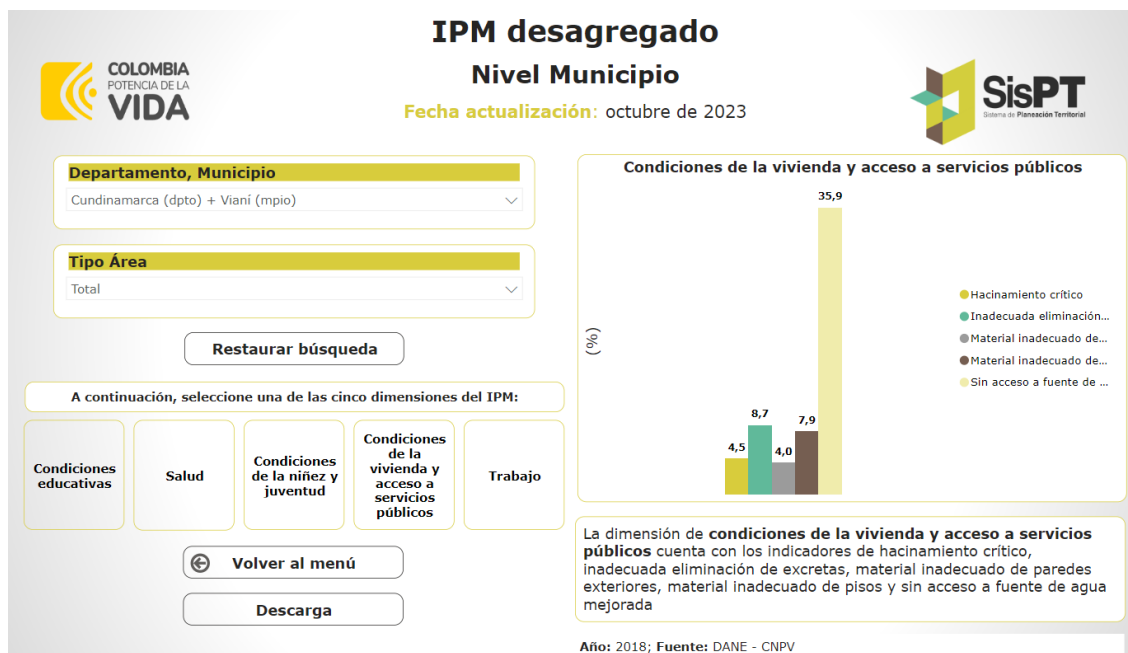 IPM desagregado
Nivel Municipio
Fecha actualización: octubre de 2023
COLOMBIA
POTENCIA DE LA
VIDA
SisPT
Sistema de Planeación Territorial
Departamento, Municipio
Cundinamarca (dpto) + Vianí (mpio)
Tipo Área
Total
Restaurar búsqueda
A continuación, seleccione una de las cinco dimensiones del IPM:
Condiciones
educativas
Salud
Condiciones
de la niñez y
juventud
Condiciones
de la
vivienda y
acceso a
servicios
públicos
Trabajo
Volver al menú
Descarga
Condiciones de la vivienda y acceso a servicios públicos
(%)
4,5
8,7
4,0
7,9
35,9
Hacinamiento crítico
Inadecuada eliminación...
Material inadecuado de...
Material inadecuado de...
Sin acceso a fuente de ...
La dimensión de condiciones de la vivienda y acceso a servicios
públicos cuenta con los indicadores de hacinamiento crítico,
inadecuada eliminación de excretas, material inadecuado de paredes
exteriores, material inadecuado de pisos y sin acceso a fuente de agua
mejorada
Año: 2018; Fuente: DANE - CNPV